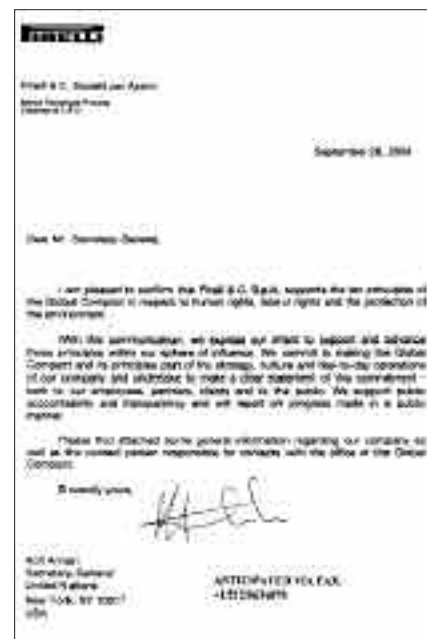 Pirelli & C. Società per Azioni
September 28, 2004
Dear Mr. Secretary General,
I am pleased to confirm that Pirelli & C. S.p.A. supports the ten principles of
the Global Compact in respect to human rights, labour rights and the protection of
the environment.
With this communication, we express our intent to support and advance
those principles within our sphere of influence. We commit to making the Global
Compact and its principles part of the strategy, culture and day-to-day operations
of our company and undertake to make a clear statement of this commitment –
both to our employees, partners, clients and to the public. We support public
accountability and transparency and will report on progress made in a public
manner.
Please find attached some general information regarding our company as
well as the contact person responsible for contacts with the office of the Global
Compact.
Sincerely yours,
Kofi Annan
Secretary General
United Nations
New York, NY 10017
USA
ANTICIPATED VIA FAX